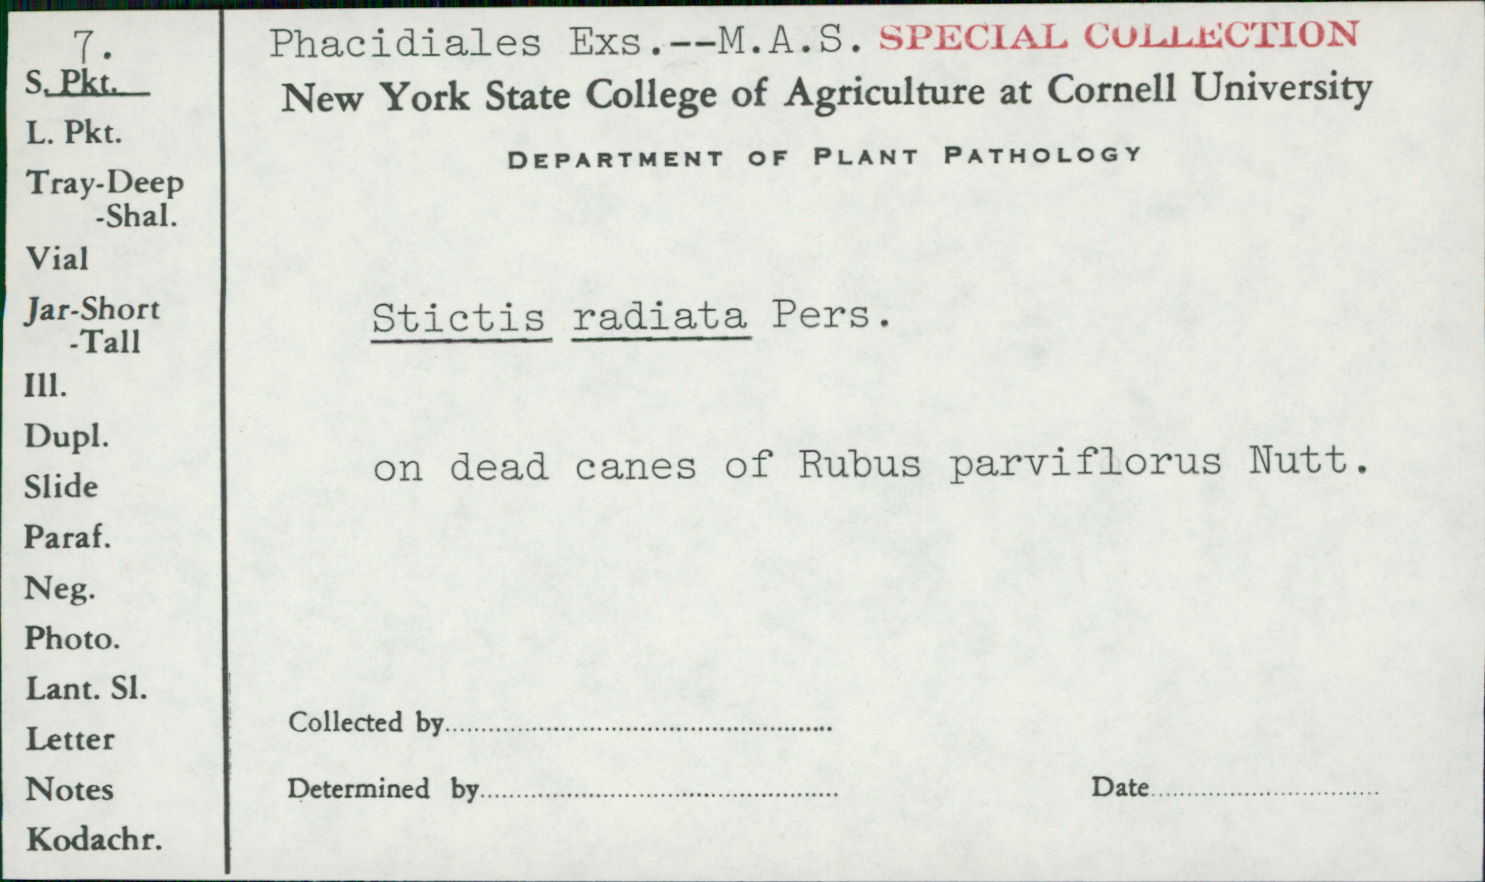 7.
S. Pkt.
L. Pkt.
Tray-Deep
-Shal.
Vial
Jar-Short
-Tall
Ill.
Dupl.
Slide
Paraf.
Neg.
Photo.
Lant. Sl.
Letter
Notes
Kodachr.
Phacidiales Exs.--M.A.S. SPECIAL COLLECTION
New York State College of Agriculture at Cornell University
DEPARTMENT OF PLANT PATHOLOGY
Stictis radiata Pers.
on dead canes of Rubus parviflorus Nutt.
Collected by
Determined by Date